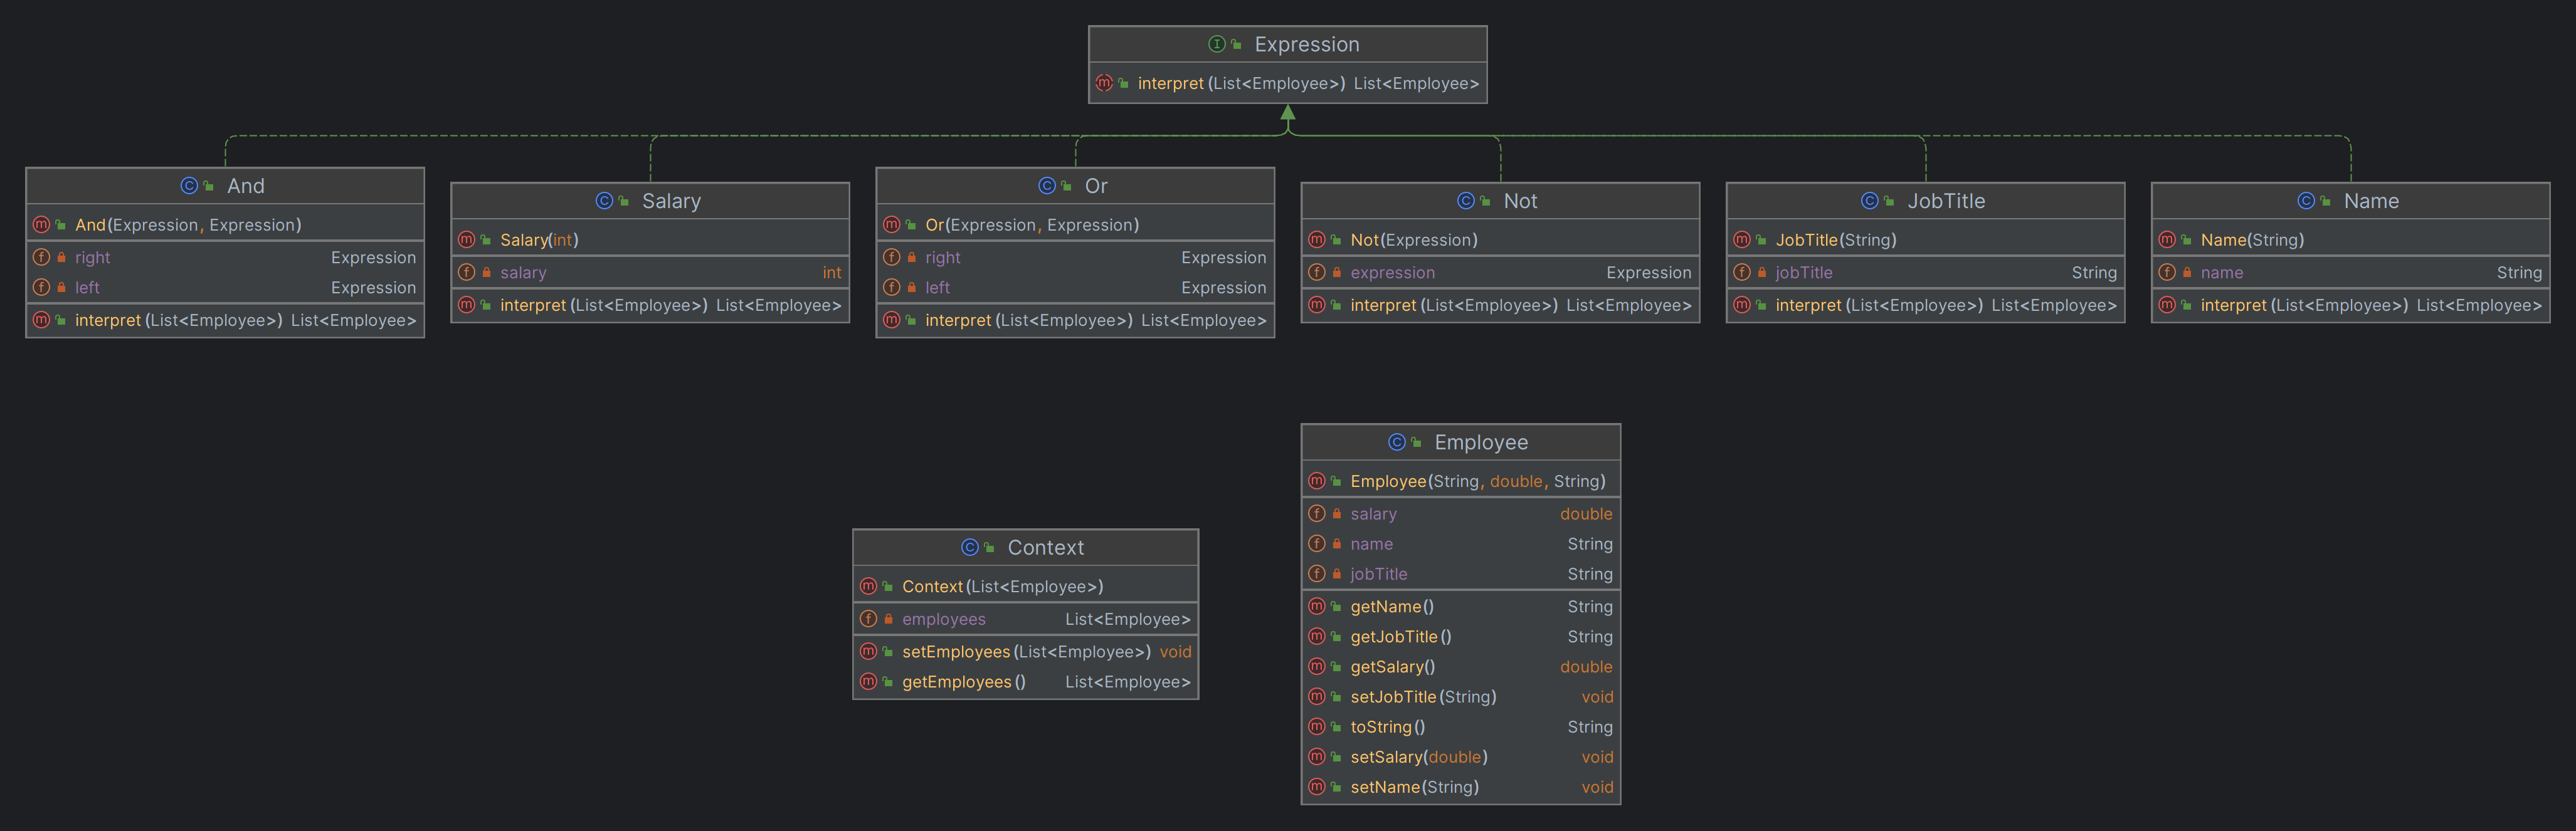 Expression
interpret(List<Employee>) List<Employee>
And
And(Expression, Expression)
right Expression
left Expression
interpret(List<Employee>) List<Employee>
Salary
Salary(int)
salary int
interpret(List<Employee>) List<Employee>
Or
Or(Expression, Expression)
right Expression
left Expression
interpret(List<Employee>) List<Employee>
Not
Not(Expression)
expression Expression
interpret(List<Employee>) List<Employee>
JobTitle
JobTitle(String)
jobTitle String
interpret(List<Employee>) List<Employee>
Name
Name(String)
name String
interpret(List<Employee>) List<Employee>
Context
Context(List<Employee>)
employees List<Employee>
setEmployees(List<Employee>) void
getEmployees() List<Employee>
Employee
Employee(String, double, String)
salary double
name String
jobTitle String
getName() String
getJobTitle() String
getSalary() double
setJobTitle(String) void
toString() String
setSalary(double) void
setName(String) void